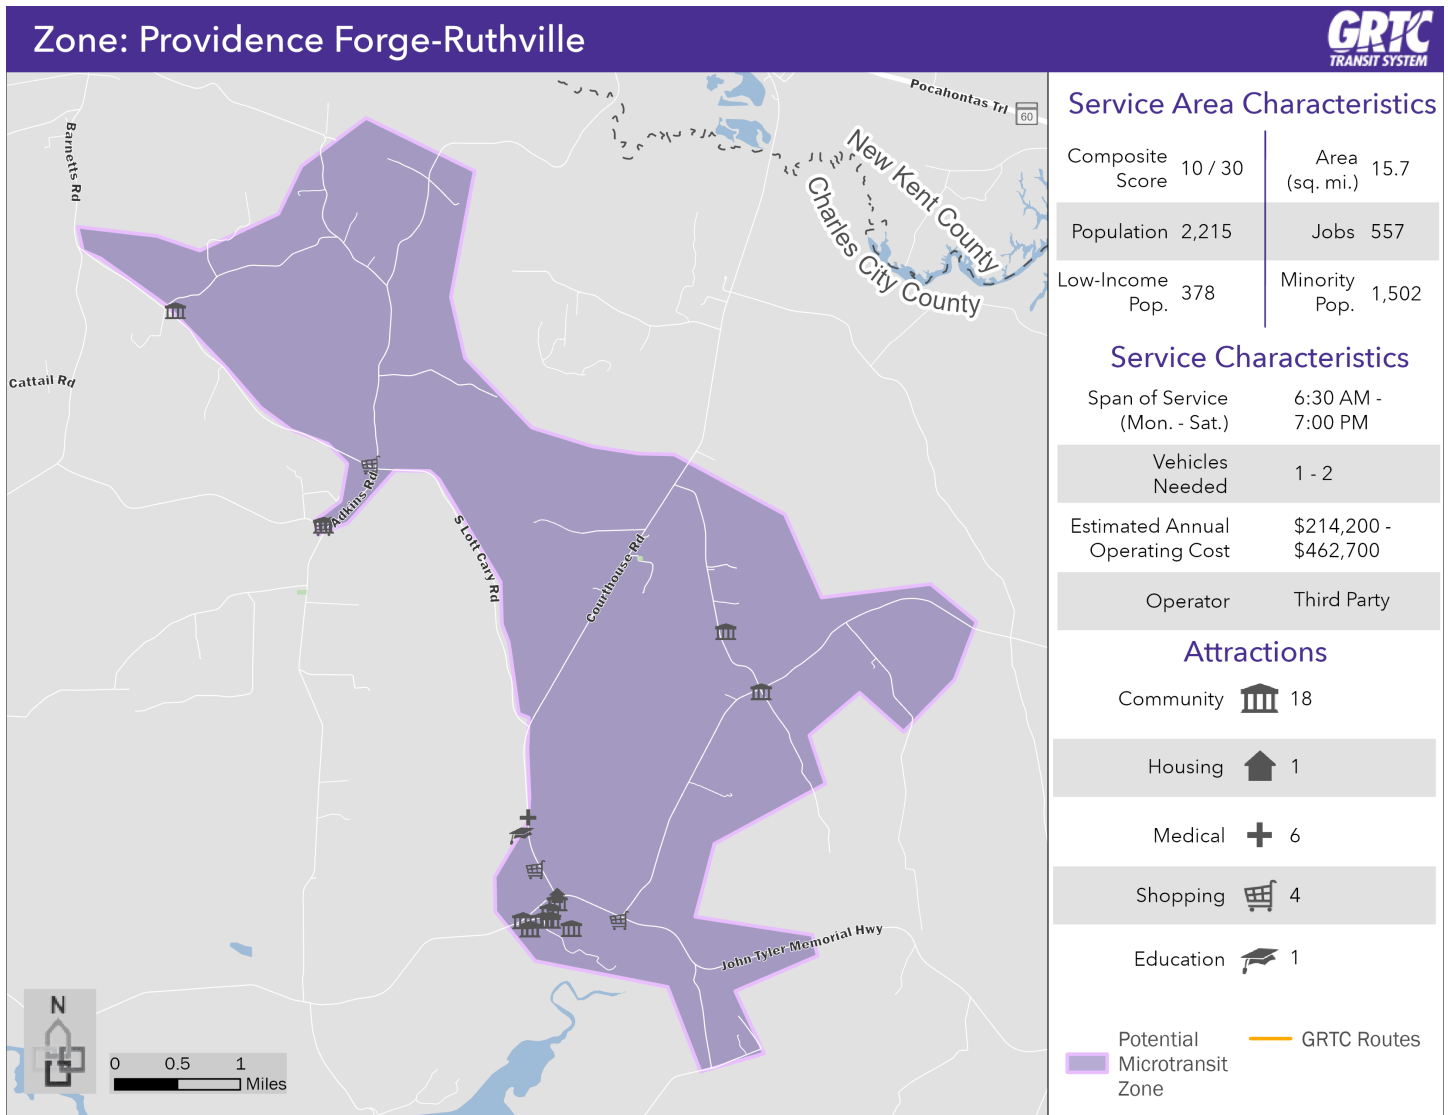 Zone: Providence Forge-Ruthville
GRTC
TRANSIT SYSTEM
Pocahontas Trl
60
Barnetts Rd
New Kent County
Charles City County
Cattail Rd
Adkins Rd
S Lott Cary Rd
Courthouse Rd
John Tyler Memorial Hwy
N
0 0.5 1
Miles
Service Area Characteristics
Composite
Score
10 / 30
Area
(sq. mi.)
15.7
Population 2,215
Jobs 557
Low-Income
Pop.
378
Minority
Pop.
1,502
Service Characteristics
Span of Service
(Mon. - Sat.)
6:30 AM -
7:00 PM
Vehicles
Needed
1 - 2
Estimated Annual
Operating Cost
$214,200 -
$462,700
Operator Third Party
Attractions
Community 18
Housing 1
Medical 6
Shopping 4
Education 1
Potential
Microtransit
Zone
GRTC Routes